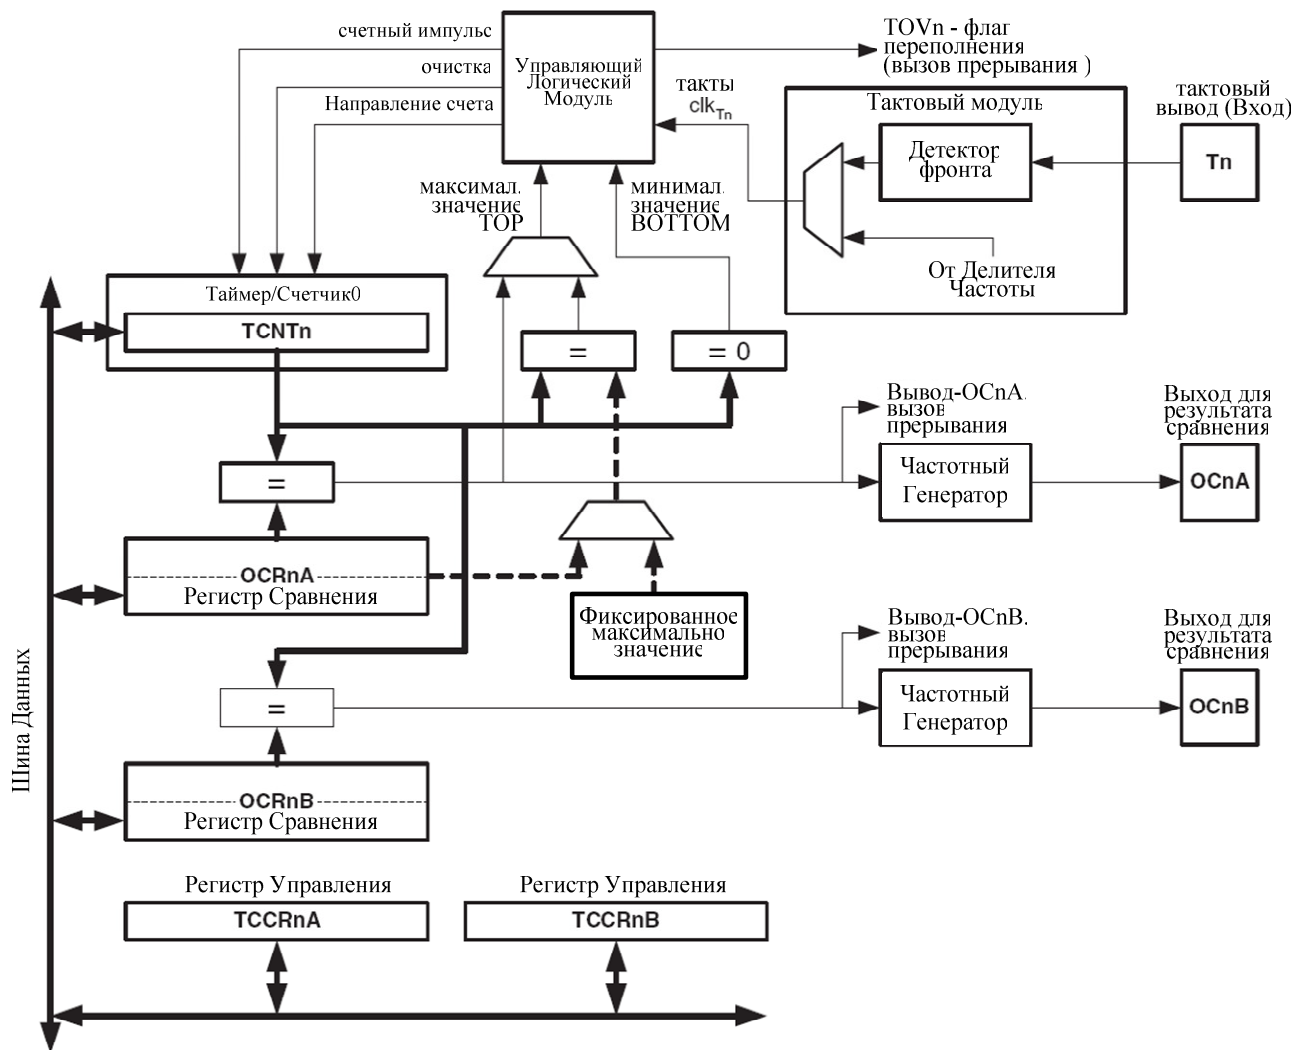 счетный импульс
очистка
Направление счета
Управляющий
Логический
Модуль
TOVn - флаг
переполнения
(вызов прерывания )
такты
clkTn
Тактовый модуль
Детектор
фронта
От Делителя
Частоты
тактовый
вывод (Вход)
Tn
максимал.
значение
TOP
минимал.
значение
BOTTOM
Таймер/Счетчик0
TCNTn
=
= 0
Вывод-OCnA.
вызов
прерывания
Выход для
результата
сравнения
=
Частотный
Генератор
OCnA
OCRnA
Регистр Сравнения
Фиксированное
максимально
значение
Вывод-OCnB.
вызов
прерывания
Выход для
результата
сравнения
=
Частотный
Генератор
OCnB
Шина Данных
OCRnB
Регистр Сравнения
Регистр Управления
TCCRnA
Регистр Управления
TCCRnB